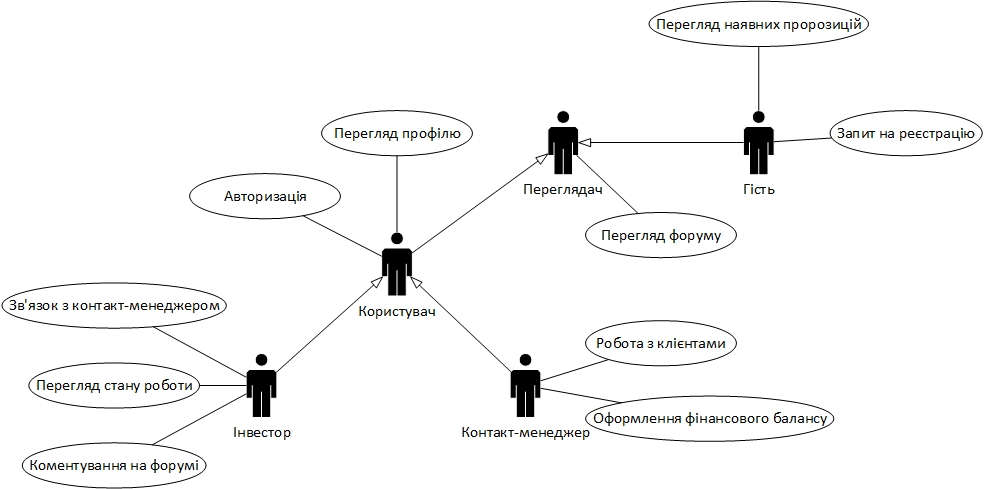 Перегляд наявних пророзицій
Перегляд профілю
Запит на реєстрацію
Переглядач
Гість
Авторизація
Перегляд форуму
Зв'язок з контакт-менеджером
Користувач
Робота з клієнтами
Перегляд стану роботи
Оформлення фінансового балансу
Інвестор
Контакт-менеджер
Коментування на форумі